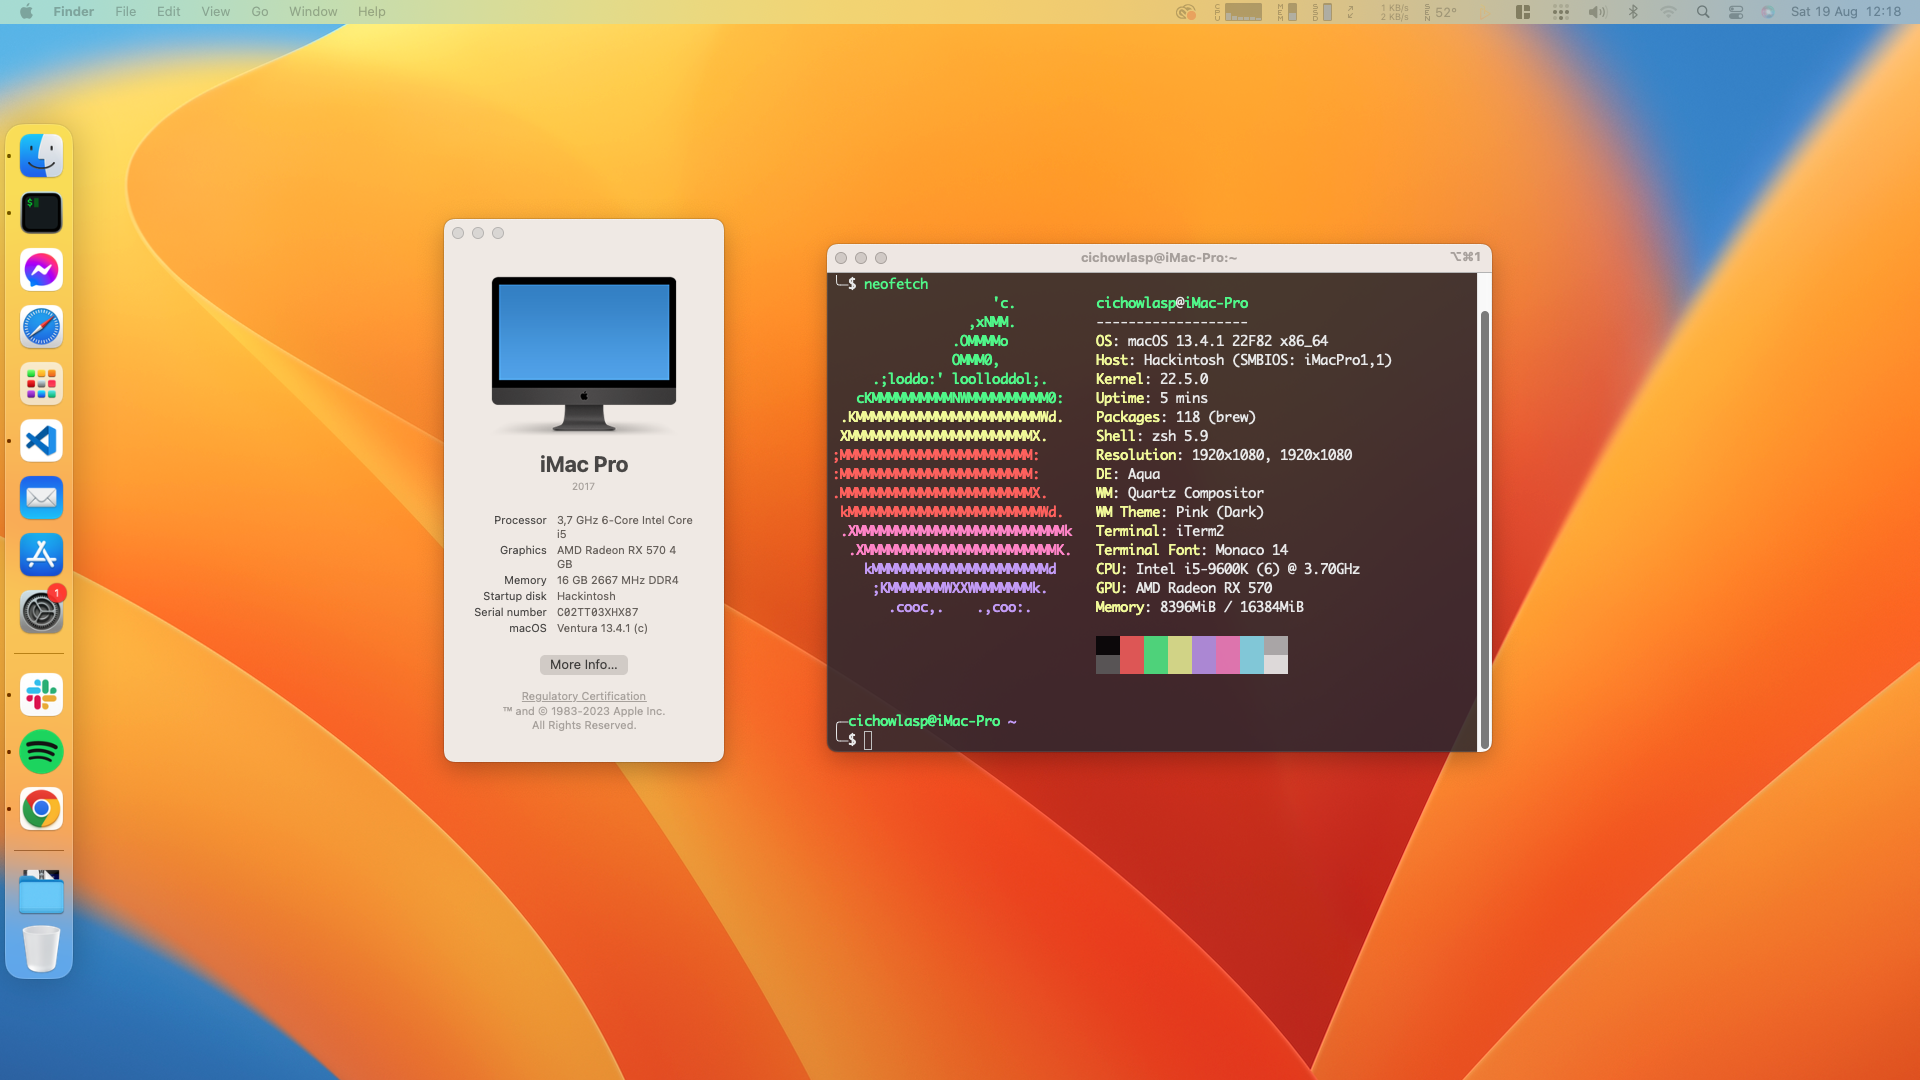 Finder File Edit View Go Window Help
CPU MEM SSD 1 KB/s
2 KB/s SEN 52° Sat 19 Aug 12:18
$
1
iMac Pro
2017
Processor 3,7 GHz 6-Core Intel Core
i5
Graphics AMD Radeon RX 570 4
GB
Memory 16 GB 2667 MHz DDR4
Startup disk Hackintosh
Serial number C02TT03XHX87
macOS Ventura 13.4.1 (c)
More Info...
Regulatory Certification
™ and © 1983-2023 Apple Inc.
All Rights Reserved.
cichowlasp@iMac-Pro:~ ⌥⌘1
╰─$ neofetch
'c. cichowlasp@iMac-Pro
,xNMM. -------------------
.OMMMMo OS: macOS 13.4.1 22F82 x86_64
OMMM0, Host: Hackintosh (SMBIOS: iMacPro1,1)
.;loddo:' loolloddol;. Kernel: 22.5.0
cKMMMMMMMMMMNWMMMMMMMMMM0: Uptime: 5 mins
.KMMMMMMMMMMMMMMMMMMMMMMMWd. Packages: 118 (brew)
XMMMMMMMMMMMMMMMMMMMMMMMX. Shell: zsh 5.9
;MMMMMMMMMMMMMMMMMMMMMMMM: Resolution: 1920x1080, 1920x1080
:MMMMMMMMMMMMMMMMMMMMMMMM: DE: Aqua
.MMMMMMMMMMMMMMMMMMMMMMMMX. WM: Quartz Compositor
kMMMMMMMMMMMMMMMMMMMMMMMMWd. WM Theme: Pink (Dark)
.XMMMMMMMMMMMMMMMMMMMMMMMMMMk Terminal: iTerm2
.XMMMMMMMMMMMMMMMMMMMMMMMMK. Terminal Font: Monaco 14
kMMMMMMMMMMMMMMMMMMMMMMd CPU: Intel i5-9600K (6) @ 3.70GHz
;KMMMMMMMWXXWMMMMMMMk. GPU: AMD Radeon RX 570
.cooc,. .,coo:. Memory: 8396MiB / 16384MiB
╭─cichowlasp@iMac-Pro ~
╰─$